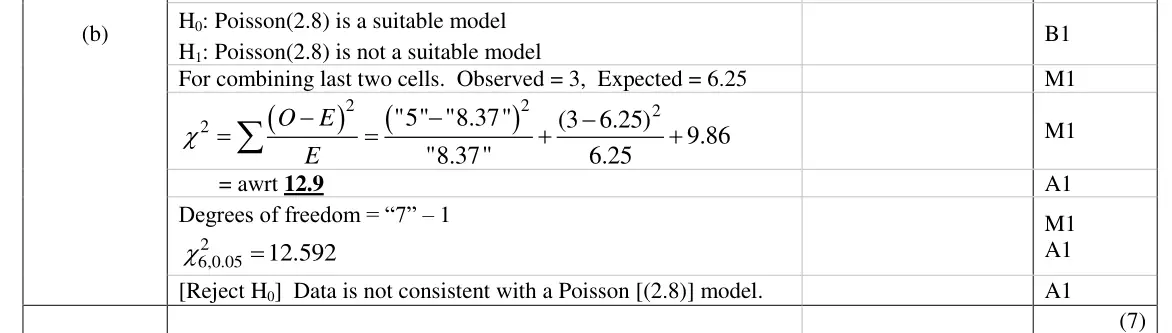 (b)
H₀: Poisson(2.8) is a suitable model
H₁: Poisson(2.8) is not a suitable model
B1
For combining last two cells.  Observed = 3,  Expected = 6.25
M1
χ² = ∑ (O − E)² / E = ("5"−"8.37")² / "8.37" + (3 − 6.25)² / 6.25 + 9.86
M1
= awrt 12.9
A1
Degrees of freedom = “7” – 1
M1
χ²₆,₀.₀₅ = 12.592
A1
[Reject H₀]  Data is not consistent with a Poisson [(2.8)] model.
A1
(7)